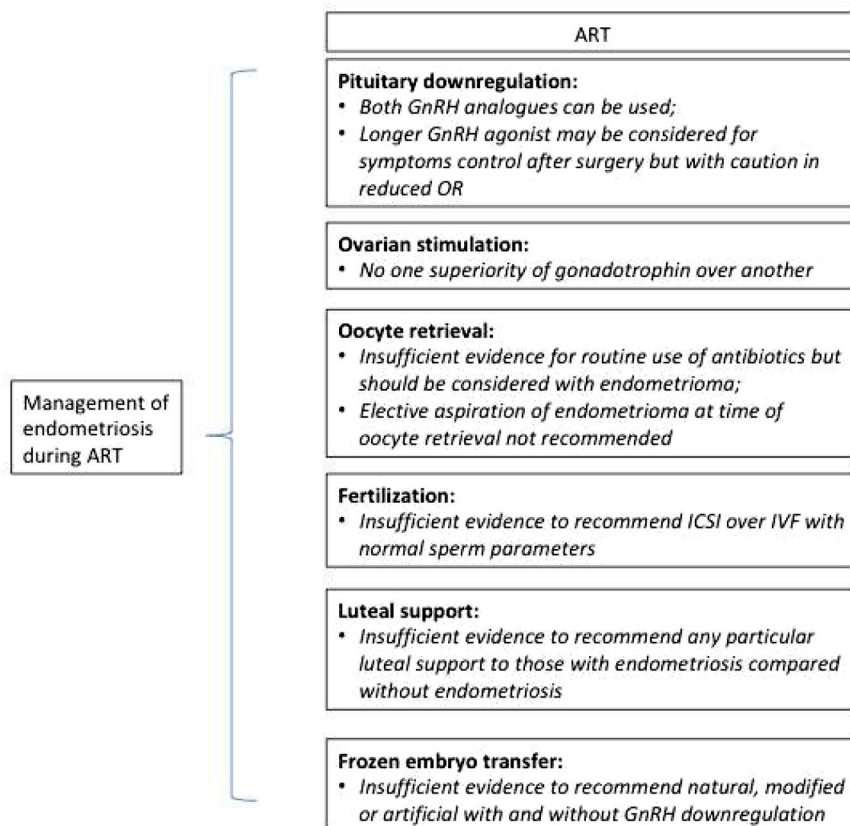 ART
Pituitary downregulation:
• Both GnRH analogues can be used;
• Longer GnRH agonist may be considered for
symptoms control after surgery but with caution in
reduced OR
Ovarian stimulation:
• No one superiority of gonadotrophin over another
Oocyte retrieval:
• Insufficient evidence for routine use of antibiotics but
should be considered with endometrioma;
• Elective aspiration of endometrioma at time of
oocyte retrieval not recommended
Management of
endometriosis
during ART
Fertilization:
• Insufficient evidence to recommend ICSI over IVF with
normal sperm parameters
Luteal support:
• Insufficient evidence to recommend any particular
luteal support to those with endometriosis compared
without endometriosis
Frozen embryo transfer:
• Insufficient evidence to recommend natural, modified
or artificial with and without GnRH downregulation